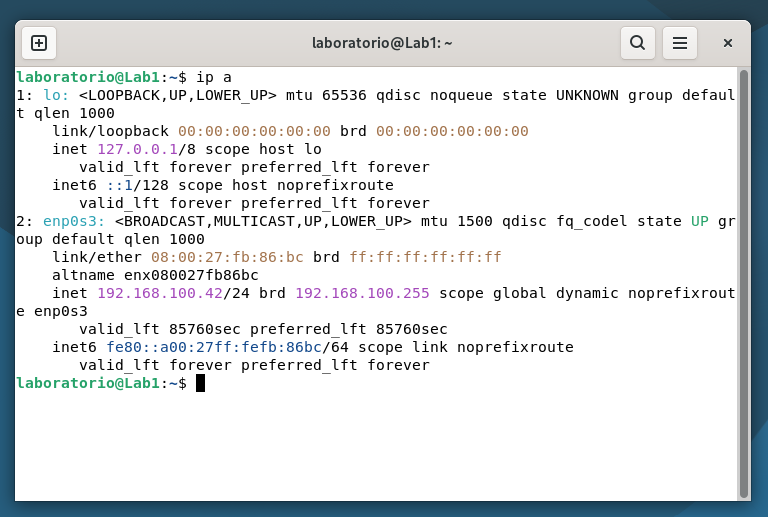 laboratorio@Lab1: ~
laboratorio@Lab1:~$ ip a
1: lo: <LOOPBACK,UP,LOWER_UP> mtu 65536 qdisc noqueue state UNKNOWN group defaul
t qlen 1000
    link/loopback 00:00:00:00:00:00 brd 00:00:00:00:00:00
    inet 127.0.0.1/8 scope host lo
       valid_lft forever preferred_lft forever
    inet6 ::1/128 scope host noprefixroute
       valid_lft forever preferred_lft forever
2: enp0s3: <BROADCAST,MULTICAST,UP,LOWER_UP> mtu 1500 qdisc fq_codel state UP gr
oup default qlen 1000
    link/ether 08:00:27:fb:86:bc brd ff:ff:ff:ff:ff:ff
    altname enx080027fb86bc
    inet 192.168.100.42/24 brd 192.168.100.255 scope global dynamic noprefixrout
e enp0s3
       valid_lft 85760sec preferred_lft 85760sec
    inet6 fe80::a00:27ff:fefb:86bc/64 scope link noprefixroute
       valid_lft forever preferred_lft forever
laboratorio@Lab1:~$